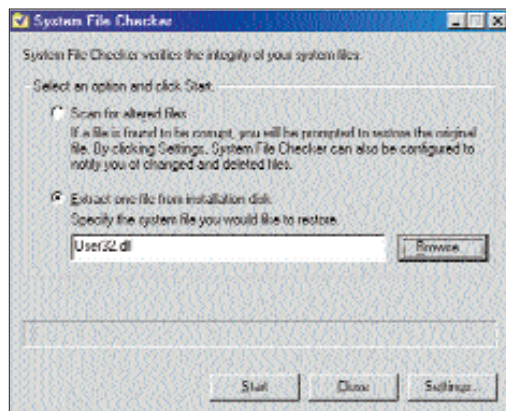 System File Checker
System File Checker verifies the integrity of your system files.
Select an option and click Start.
Scan for altered files
If a file is found to be corrupt, you will be prompted to restore the original
file. By clicking Settings, System File Checker can also be configured to
notify you of changed and deleted files.
Extract one file from installation disk
Specify the system file you would like to restore.
User32.dll
Browse...
Start
Close
Settings...